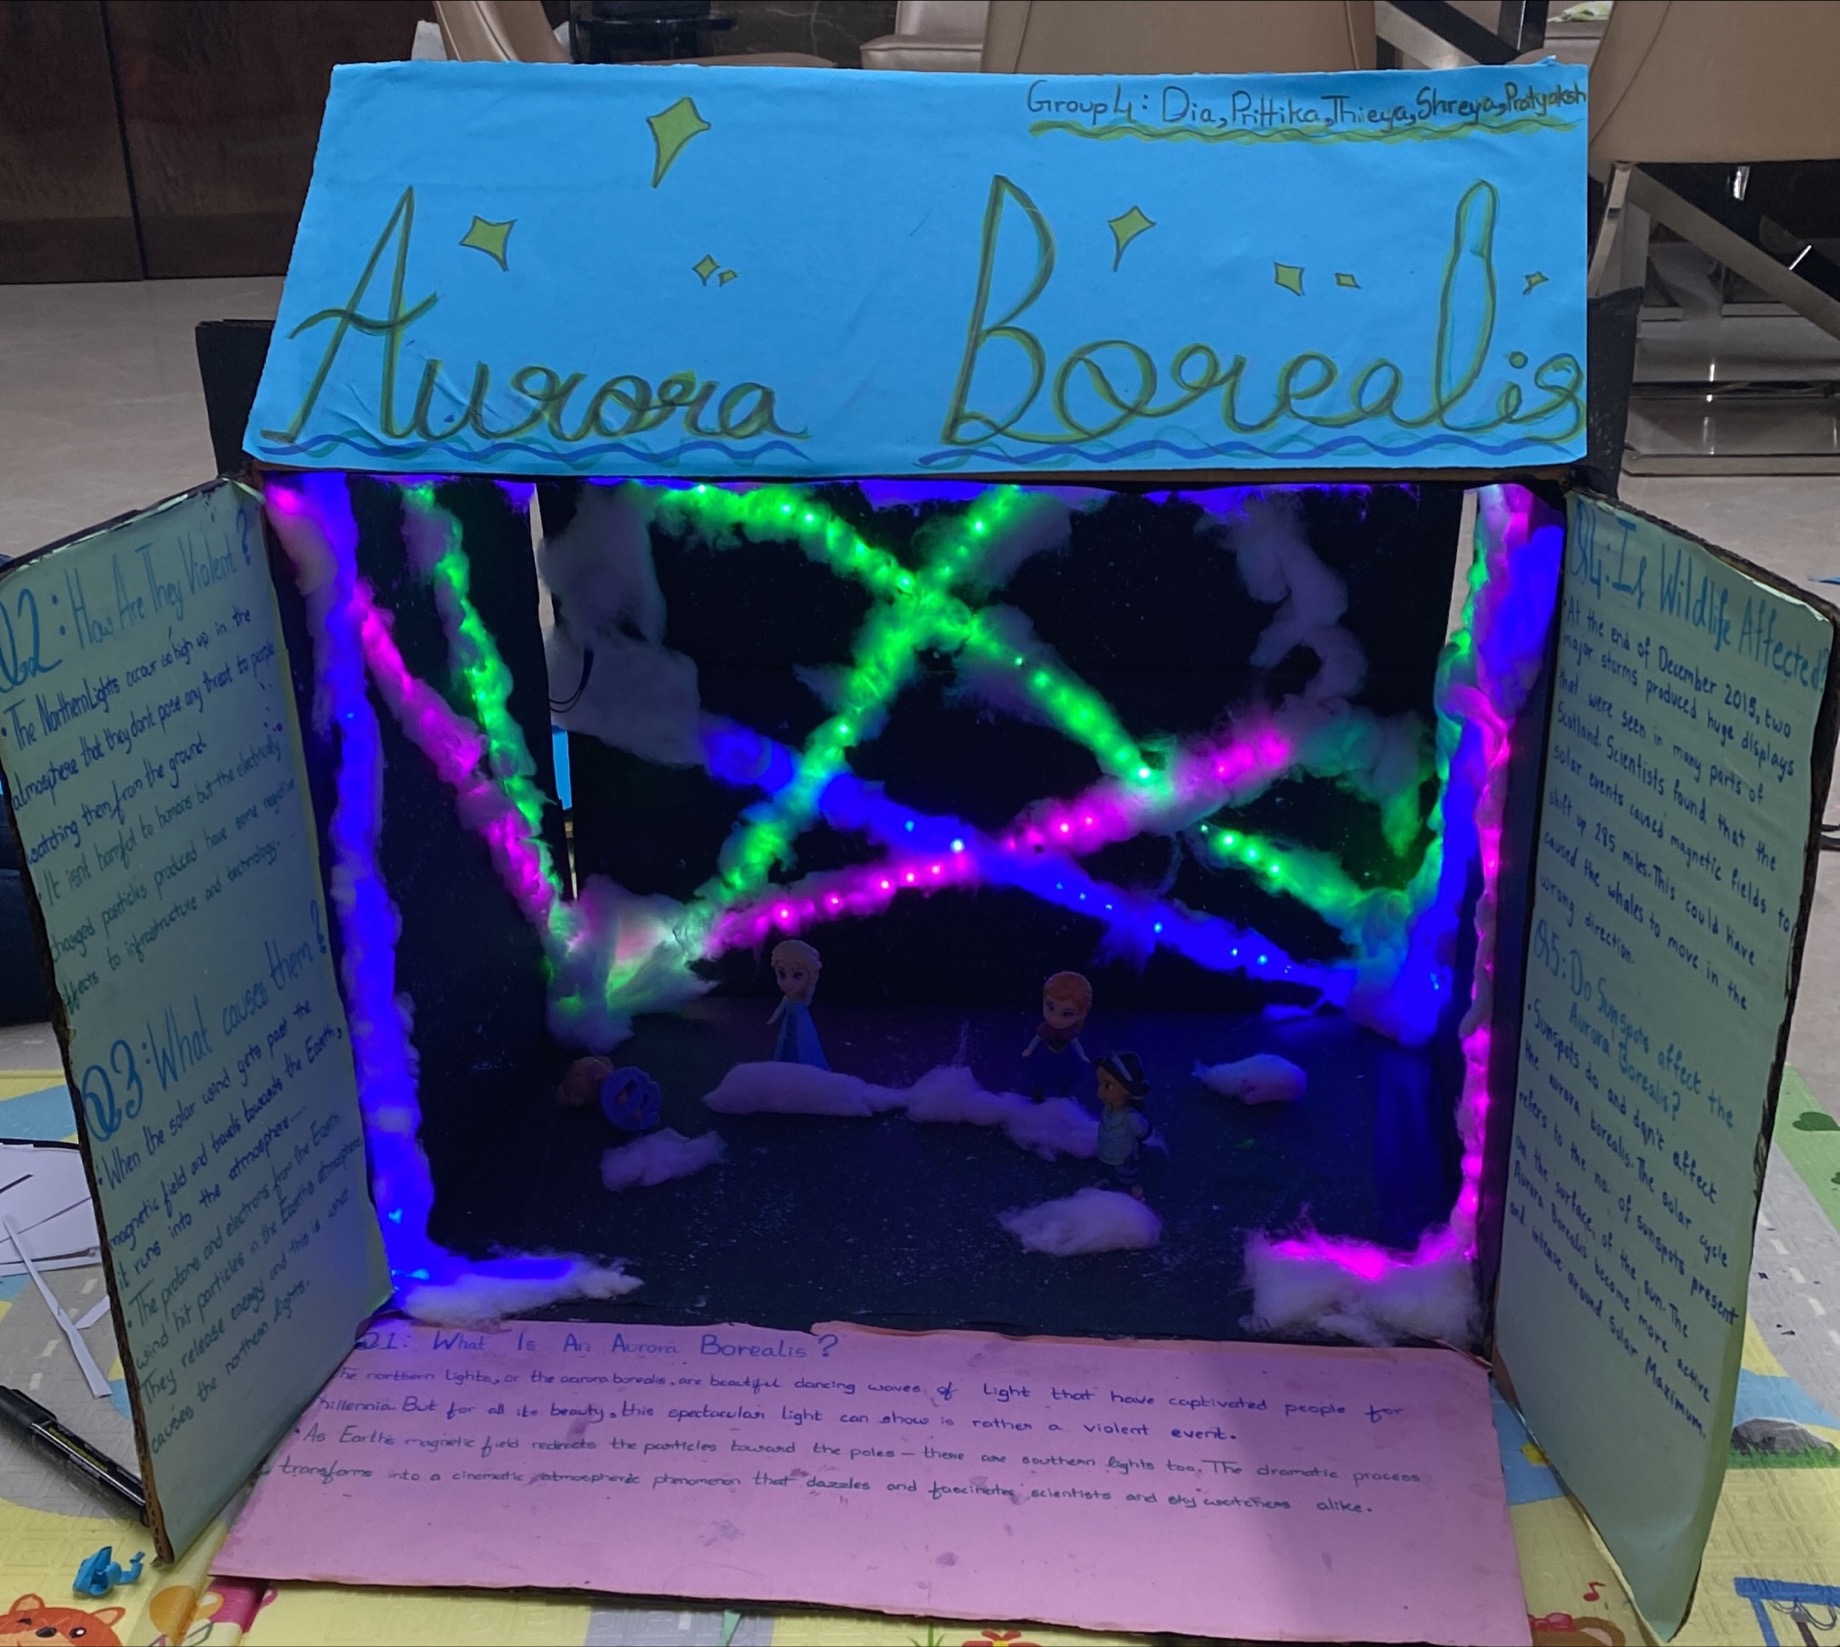 Group 4: Dia, Prittika, Thieya, Shreya, Pratyaksh
Aurora Borealis
Q2: How Are They Violent?
• The Northern Lights occour so high up in the
atmosphere that they dont pose any threat to people
watching them from the ground.
• It isnt harmful to humans but the electrically
charged particles produced have some negative
effects to infrastructure and technology.
Q3: What causes them?
• When the solar wind gets past the
magnetic field and travels towards the Earth,
it runs into the atmosphere.....
• The protons and electrons from the
wind hit particles in the Earth's atmosphere
They release energy and this is what
causes the northern lights.
Q1: What Is An Aurora Borealis?
The northern lights, or the aurora borealis, are beautiful dancing waves of light that have captivated people for
millennia. But for all its beauty, this spectacular light can show is rather a violent event.
• As Earth's magnetic field redirects the particles toward the poles – there are southern lights too. The dramatic process
transforms into a cinematic atmospheric phenomenon that dazzles and fascinates scientists and sky watchers alike.
Q4: Is Wildlife Affected?
• At the end of December 2015, two
major storms produced huge displays
that were seen in many parts of
Scotland. Scientists found that the
solar events caused magnetic fields to
shift up 285 miles. This could have
caused the whales to move in the
wrong direction.
Q5: Do Sunspots affect the
Aurora Borealis?
• Sunspots do and don't affect
the aurora borealis. The solar cycle
refers to the no. of sunspots present
on the surface of the sun. The
Aurora Borealis become more active
and intense around Solar Maximum.